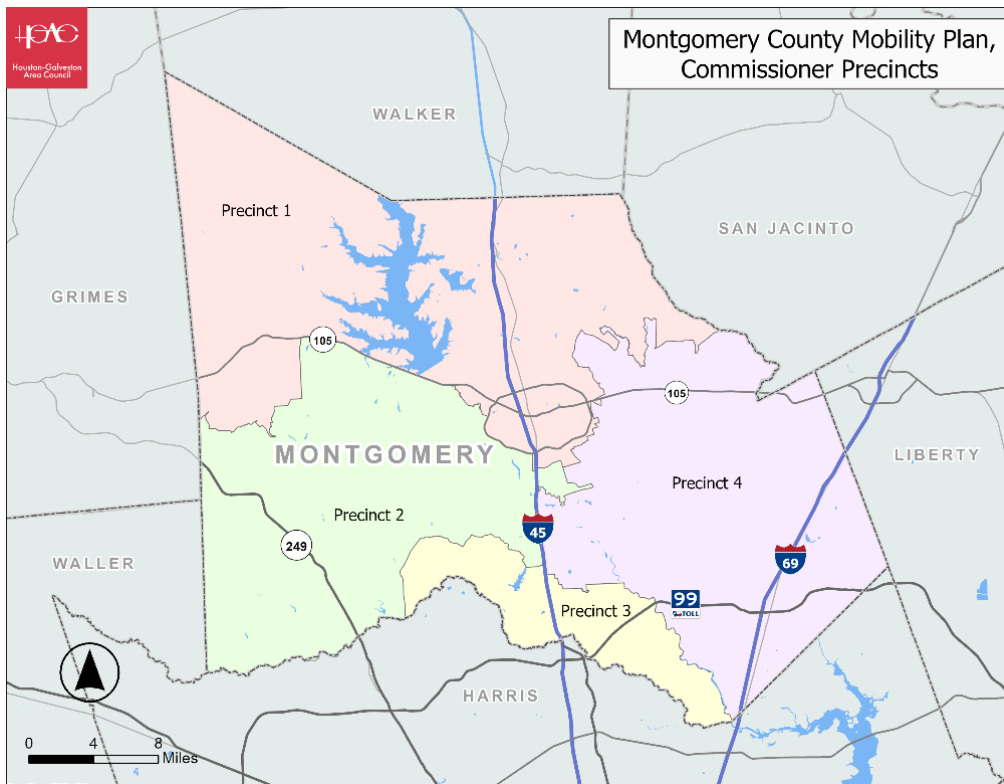 HGAC
Houston-Galveston
Area Council
Montgomery County Mobility Plan,
Commissioner Precincts
WALKER
Precinct 1
SAN JACINTO
GRIMES
105
105
MONTGOMERY
LIBERTY
Precinct 4
Precinct 2
45
249
69
WALLER
99
TOLL
Precinct 3
HARRIS
0 4 8
Miles